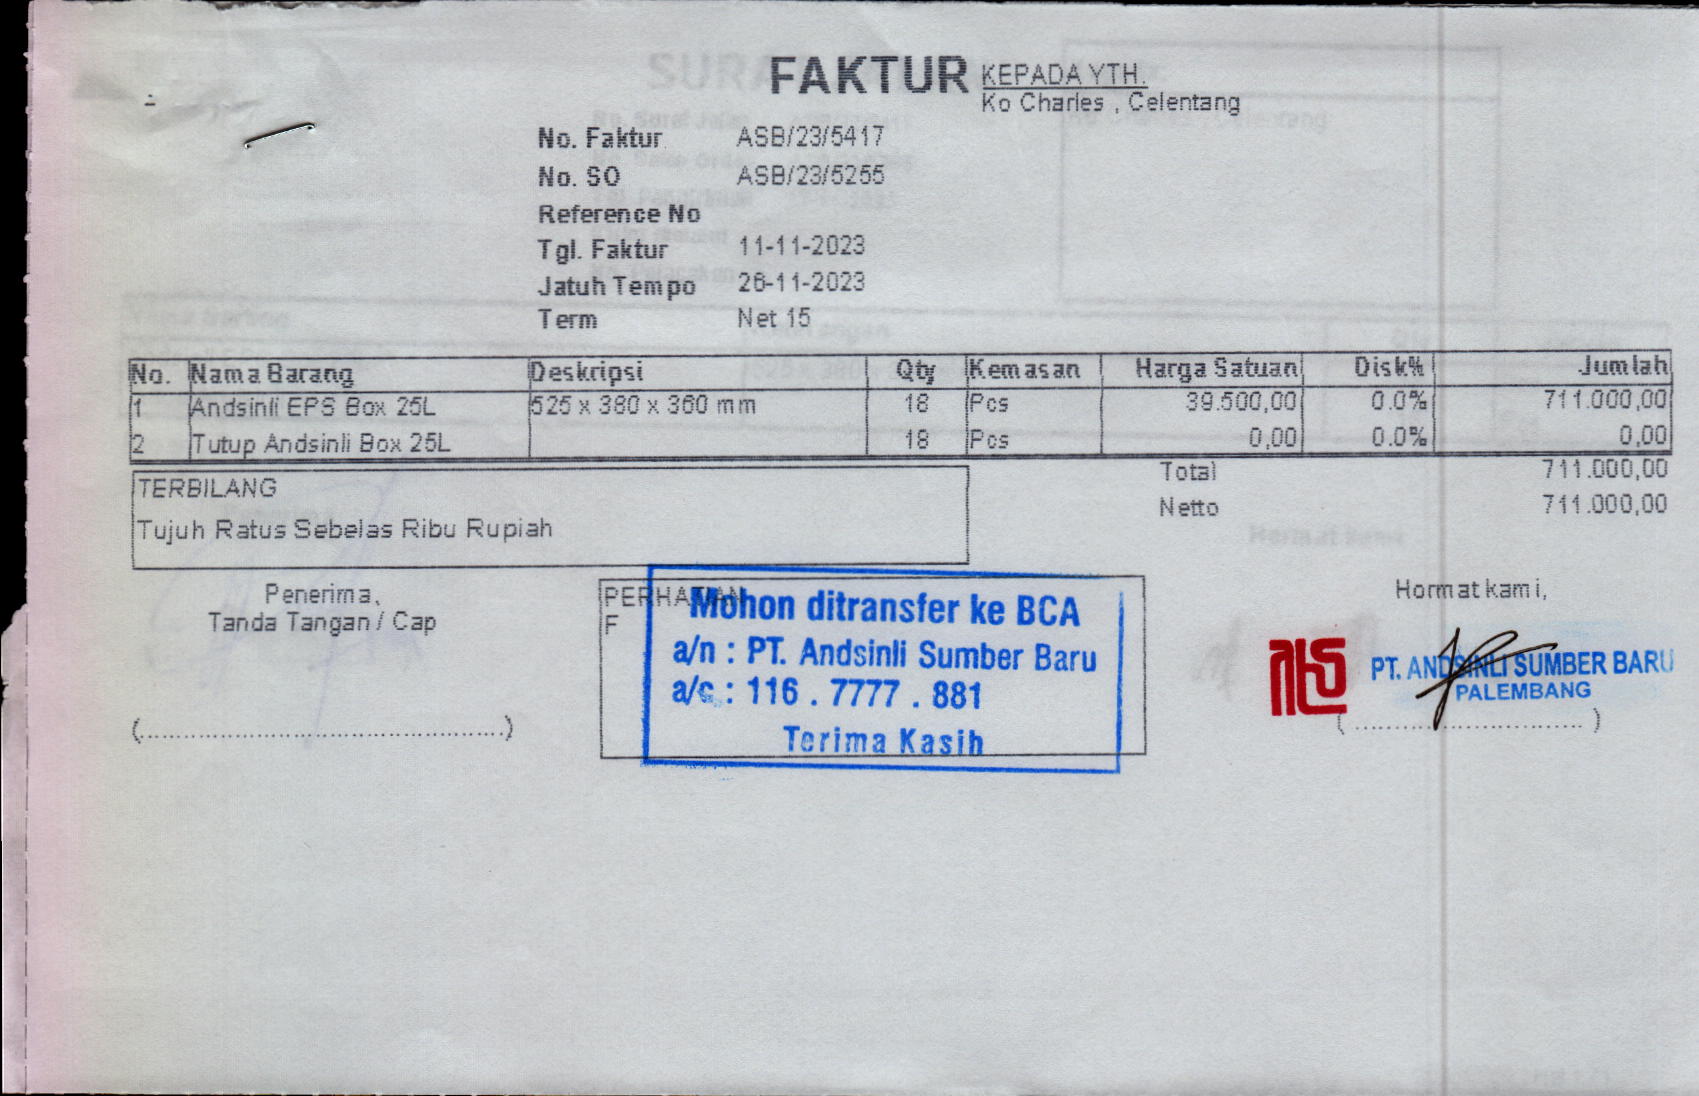 FAKTUR
KEPADA YTH.
Ko Charles , Celentang
No. Faktur ASB/23/5417
No. SO ASB/23/5255
Reference No
Tgl. Faktur 11-11-2023
Jatuh Tempo 26-11-2023
Term Net 15
No. Nama Barang Deskripsi Qty Kemasan Harga Satuan Disk% Jumlah
1 Andsinli EPS Box 25L 525 x 380 x 360 mm 18 Pcs 39.500,00 0.0% 711.000,00
2 Tutup Andsinli Box 25L 18 Pcs 0,00 0.0% 0,00
Total 711.000,00
Netto 711.000,00
TERBILANG
Tujuh Ratus Sebelas Ribu Rupiah
Penerima,
Tanda Tangan / Cap
(................................................)
F
Mohon ditransfer ke BCA
a/n : PT. Andsinli Sumber Baru
a/c : 116 . 7777 . 881
Terima Kasih
Hormat kami,
PT. ANDSINLI SUMBER BARU
PALEMBANG
( .............................. )